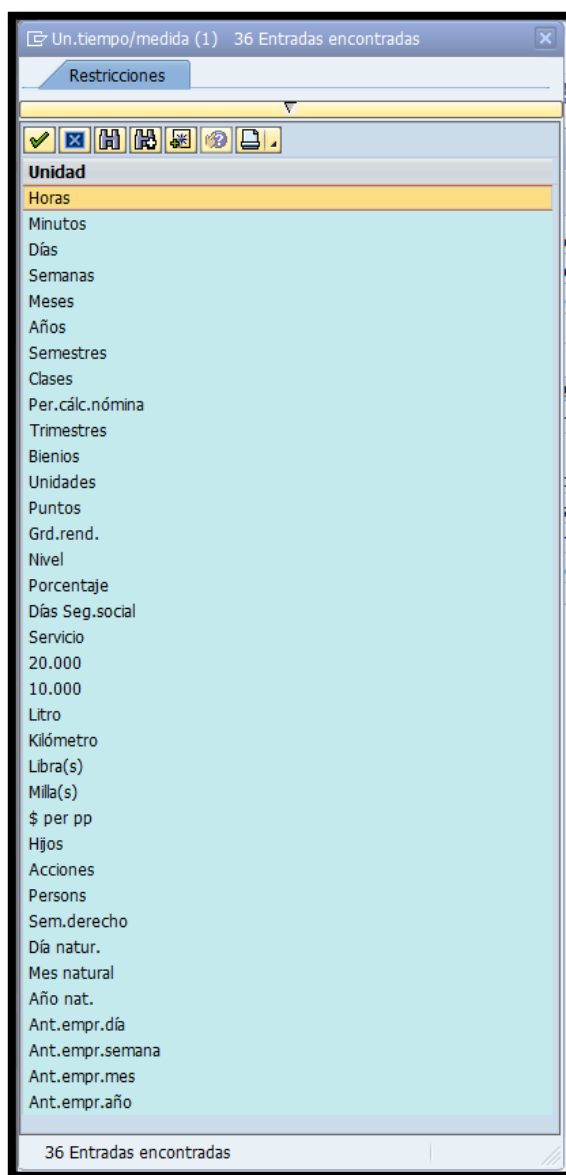 Un.tiempo/medida (1) 36 Entradas encontradas
Restricciones
Unidad
Horas
Minutos
Días
Semanas
Meses
Años
Semestres
Clases
Per.cálc.nómina
Trimestres
Bienios
Unidades
Puntos
Grd.rend.
Nivel
Porcentaje
Días Seg.social
Servicio
20.000
10.000
Litro
Kilómetro
Libra(s)
Milla(s)
$ per pp
Hijos
Acciones
Persons
Sem.derecho
Día natur.
Mes natural
Año nat.
Ant.empr.día
Ant.empr.semana
Ant.empr.mes
Ant.empr.año
36 Entradas encontradas